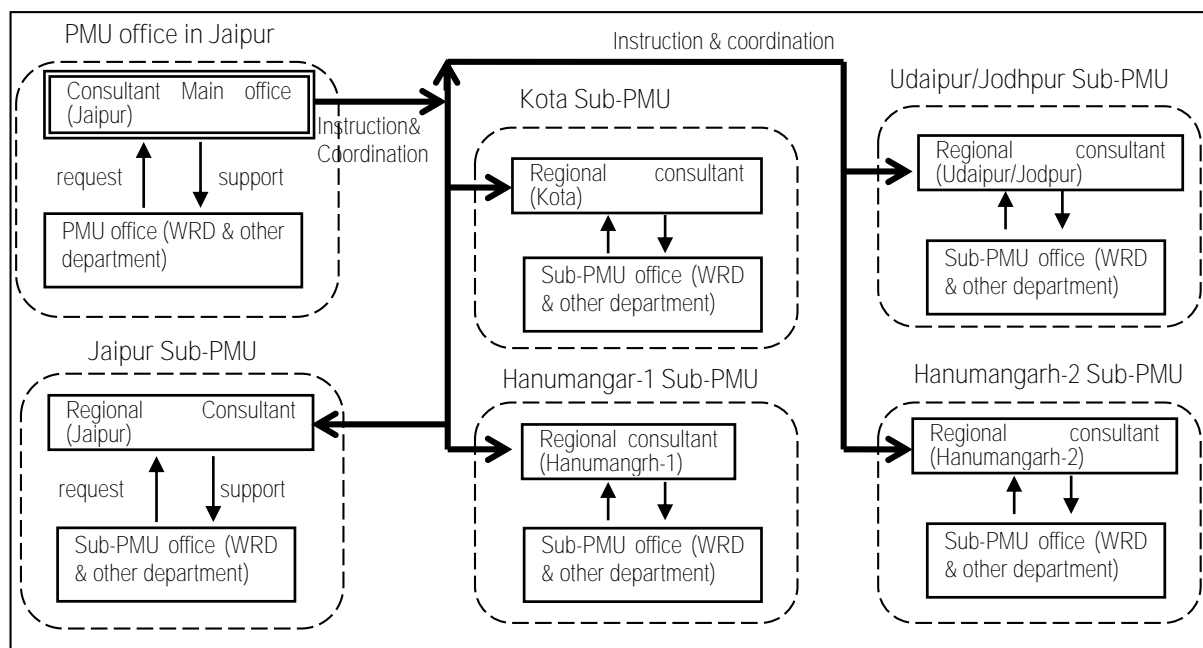 PMU office in Jaipur
Consultant Main office
(Jaipur)
request
support
PMU office (WRD & other
department)
Instruction&
Coordination
Instruction & coordination
Kota Sub-PMU
Regional consultant
(Kota)
Sub-PMU office (WRD
& other department)
Udaipur/Jodhpur Sub-PMU
Regional consultant
(Udaipur/Jodpur)
Sub-PMU office (WRD
& other department)
Jaipur Sub-PMU
Regional Consultant
(Jaipur)
request
support
Sub-PMU office (WRD
& other department)
Hanumangar-1 Sub-PMU
Regional consultant
(Hanumangrh-1)
Sub-PMU office (WRD
& other department)
Hanumangarh-2 Sub-PMU
Regional consultant
(Hanumangarh-2)
Sub-PMU office (WRD
& other department)